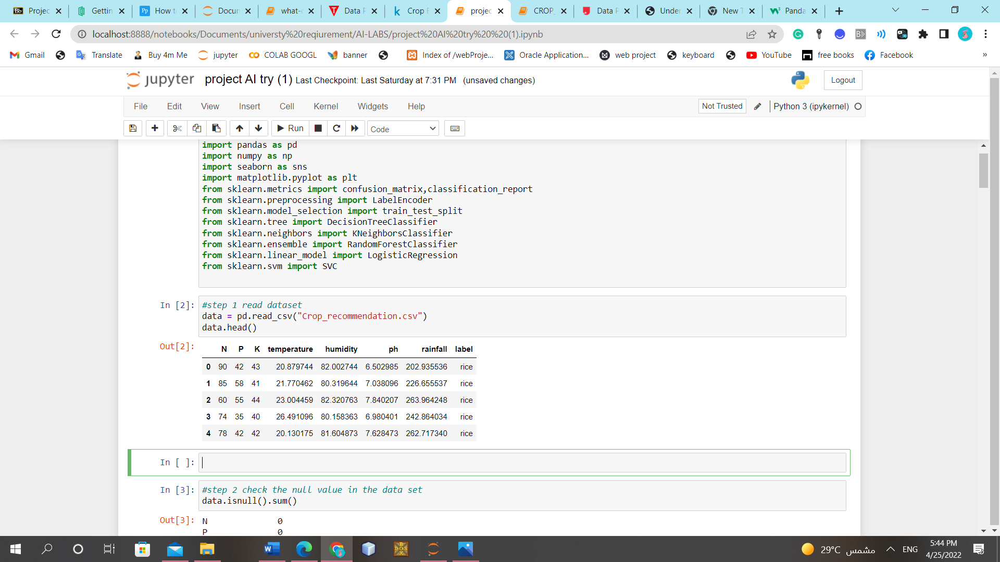 Projec
Gettin
How t
Docun
what-
Data F
Crop F
projec
CROP_
Data F
Under
New T
Panda
localhost:8888/notebooks/Documents/universty%20reqiurement/AI-LABS/project%20AI%20try%20%20(1).ipynb
Gmail Translate Buy 4m Me jupyter COLAB GOOGL banner Index of /webProje... Oracle Application... web project keyboard YouTube free books Facebook »
jupyter project AI try (1) Last Checkpoint: Last Saturday at 7:31 PM (unsaved changes) Logout
File Edit View Insert Cell Kernel Widgets Help Not Trusted Python 3 (ipykernel)
Run Code
import pandas as pd
import numpy as np
import seaborn as sns
import matplotlib.pyplot as plt
from sklearn.metrics import confusion_matrix,classification_report
from sklearn.preprocessing import LabelEncoder
from sklearn.model_selection import train_test_split
from sklearn.tree import DecisionTreeClassifier
from sklearn.neighbors import KNeighborsClassifier
from sklearn.ensemble import RandomForestClassifier
from sklearn.linear_model import LogisticRegression
from sklearn.svm import SVC
In [2]: #step 1 read dataset
data = pd.read_csv("Crop_recommendation.csv")
data.head()
Out[2]:
N P K temperature humidity ph rainfall label
0 90 42 43 20.879744 82.002744 6.502985 202.935536 rice
1 85 58 41 21.770462 80.319644 7.038096 226.655537 rice
2 60 55 44 23.004459 82.320763 7.840207 263.964248 rice
3 74 35 40 26.491096 80.158363 6.980401 242.864034 rice
4 78 42 42 20.130175 81.604873 7.628473 262.717340 rice
In [ ]:
In [3]: #step 2 check the null value in the data set
data.isnull().sum()
Out[3]: N 0
P 0
29°C مشمس ENG 5:44 PM
4/25/2022